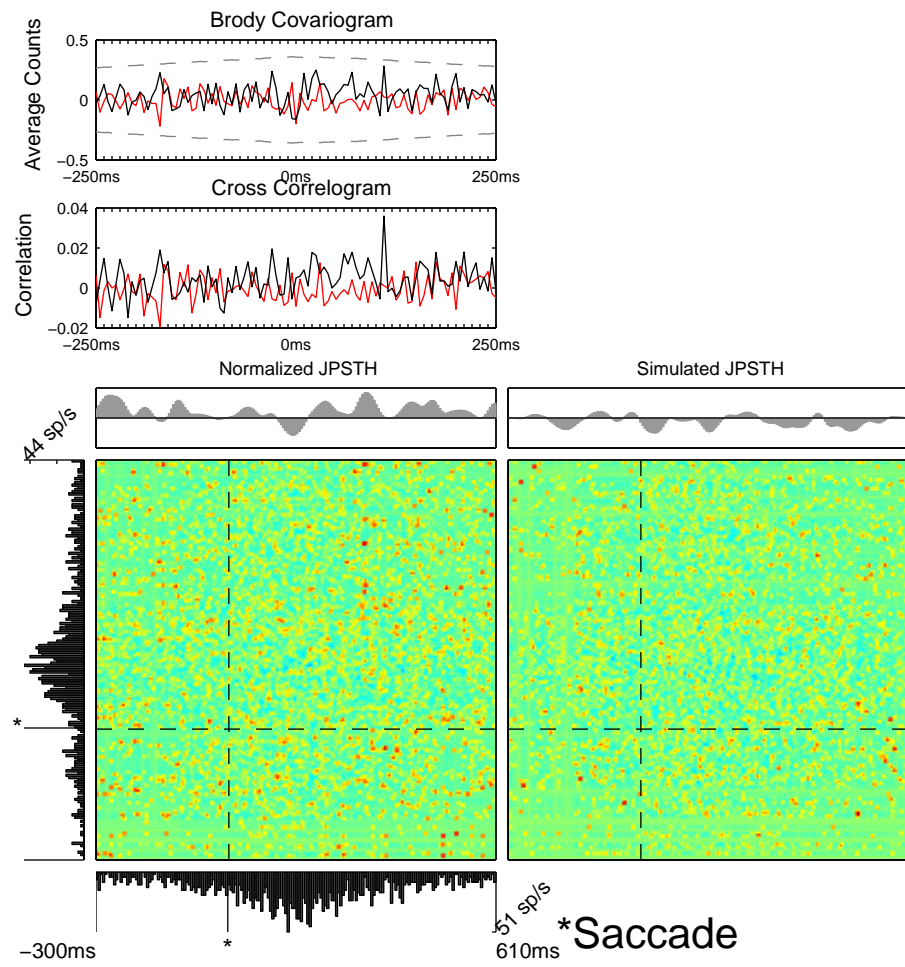 Brody Covariogram
0.5
0
−0.5
Average Counts
−250ms
0ms
250ms
Cross Correlogram
0.04
0.02
0
−0.02
Correlation
−250ms
0ms
250ms
Normalized JPSTH
Simulated JPSTH
44 sp/s
*
*
51 sp/s
−300ms
610ms
*Saccade